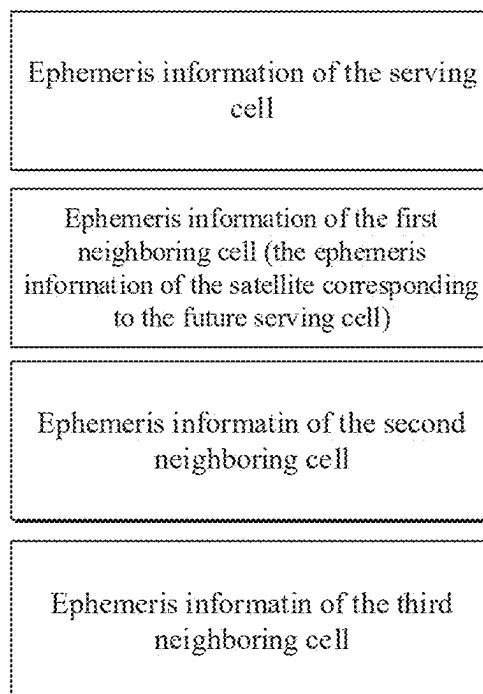 Ephemeris information of the serving
cell
Ephemeris information of the first
neighboring cell (the ephemeris
information of the satellite corresponding
to the future serving cell)
Ephemeris informatin of the second
neighboring cell
Ephemeris informatin of the third
neighboring cell